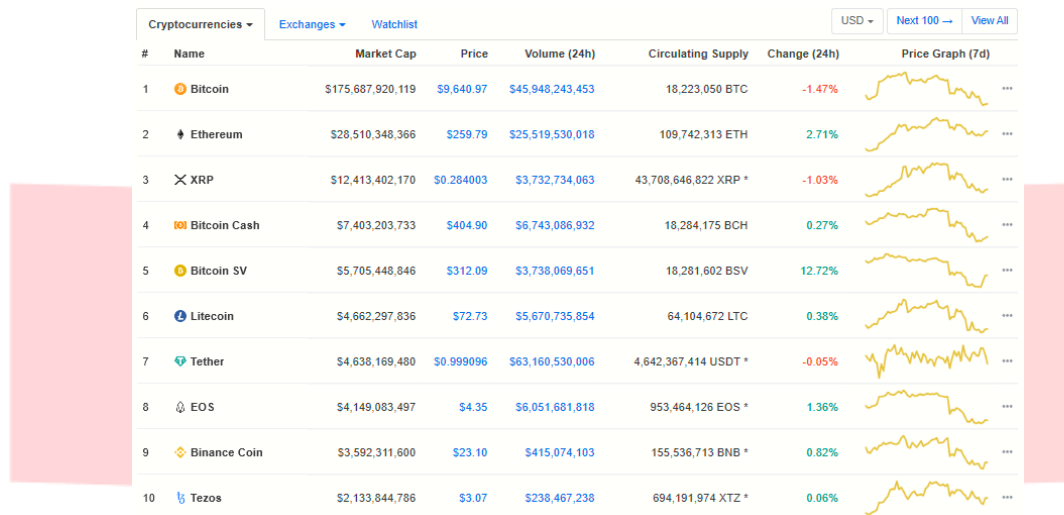 Cryptocurrencies Exchanges Watchlist USD Next 100 → View All
# Name Market Cap Price Volume (24h) Circulating Supply Change (24h) Price Graph (7d)
1 Bitcoin $175,687,920,119 $9,640.97 $45,948,243,453 18,223,050 BTC -1.47%
2 Ethereum $28,510,348,366 $259.79 $25,519,530,018 109,742,313 ETH 2.71%
3 XRP $12,413,402,170 $0.284003 $3,732,734,063 43,708,646,822 XRP * -1.03%
4 Bitcoin Cash $7,403,203,733 $404.90 $6,743,086,932 18,284,175 BCH 0.27%
5 Bitcoin SV $5,705,448,846 $312.09 $3,738,069,651 18,281,602 BSV 12.72%
6 Litecoin $4,662,297,836 $72.73 $5,670,735,854 64,104,672 LTC 0.38%
7 Tether $4,638,169,480 $0.999096 $63,160,530,006 4,642,367,414 USDT * -0.05%
8 EOS $4,149,083,497 $4.35 $6,051,681,818 953,464,126 EOS * 1.36%
9 Binance Coin $3,592,311,600 $23.10 $415,074,103 155,536,713 BNB * 0.82%
10 Tezos $2,133,844,786 $3.07 $238,467,238 694,191,974 XTZ * 0.06%